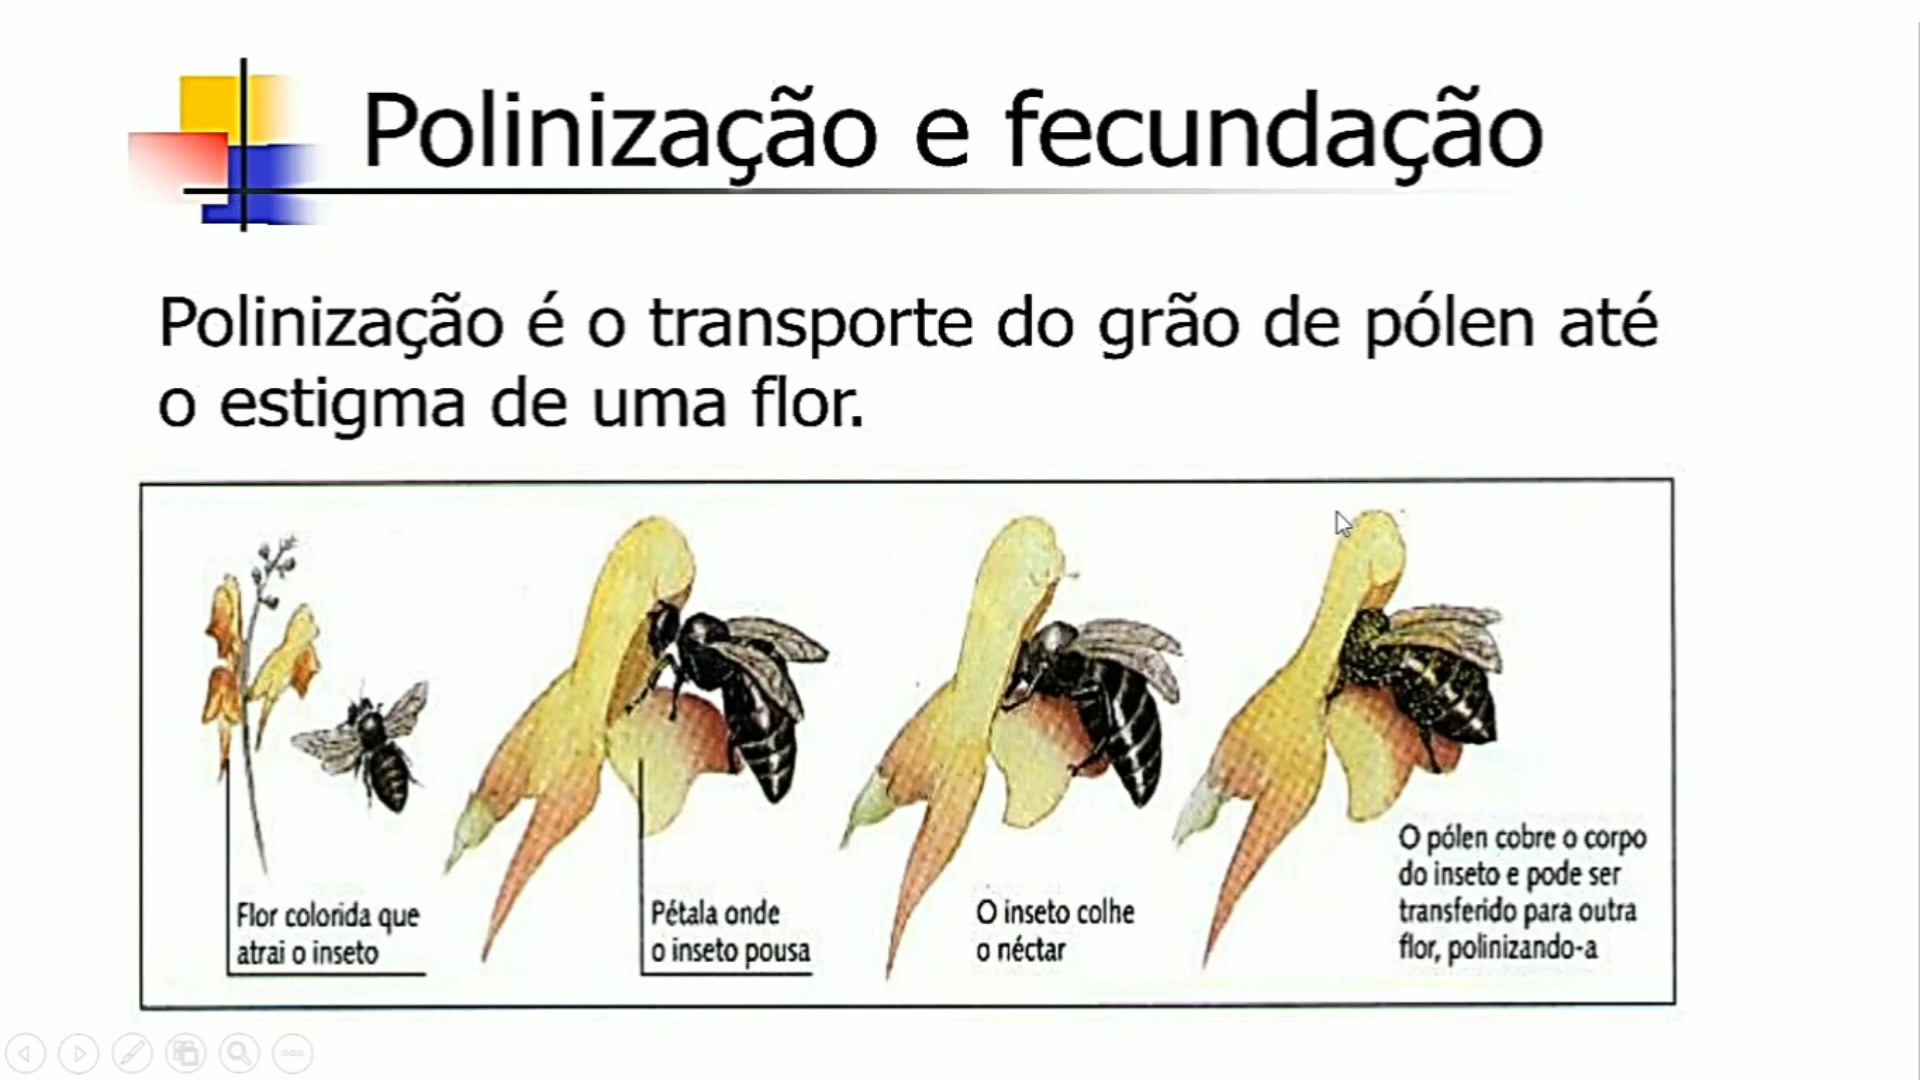 Polinização e fecundação
Polinização é o transporte do grão de pólen até
o estigma de uma flor.
Flor colorida que
atrai o inseto
Pétala onde
o inseto pousa
O inseto colhe
o néctar
O pólen cobre o corpo
do inseto e pode ser
transferido para outra
flor, polinizando-a